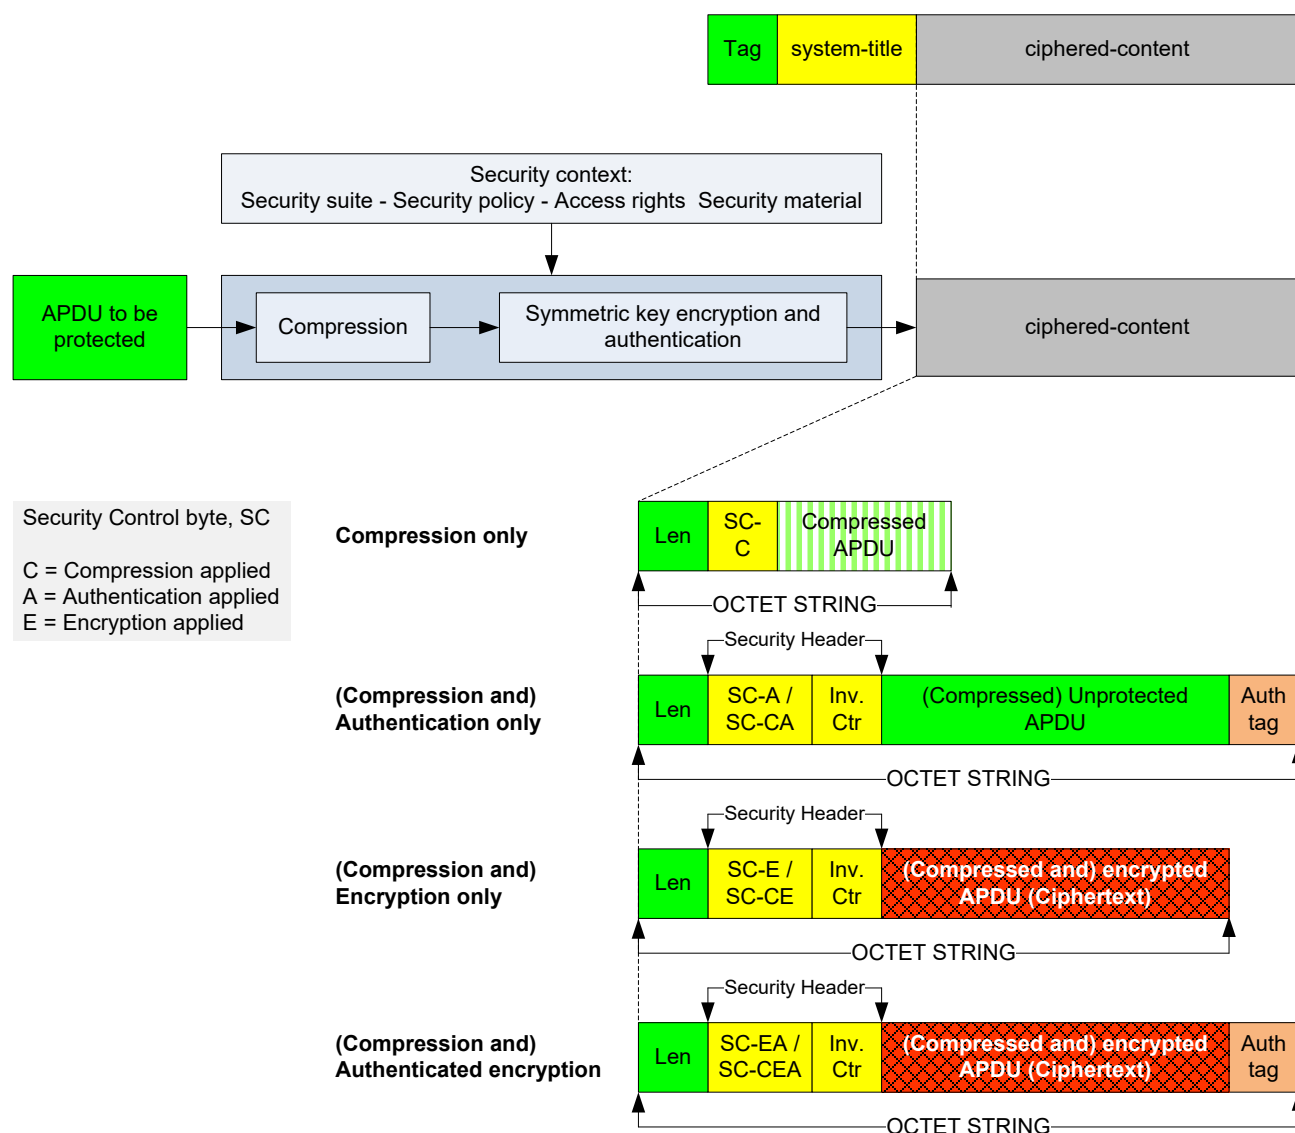 Tag
system-title
ciphered-content
Security context:
Security suite - Security policy - Access rights  Security material
APDU to be
protected
Compression
Symmetric key encryption and
authentication
ciphered-content
Security Control byte, SC
C = Compression applied
A = Authentication applied
E = Encryption applied
Compression only
Len
SC-
C
Compressed
APDU
OCTET STRING
Security Header
(Compression and)
Authentication only
Len
SC-A /
SC-CA
Inv.
Ctr
(Compressed) Unprotected
APDU
Auth
tag
OCTET STRING
Security Header
(Compression and)
Encryption only
Len
SC-E /
SC-CE
Inv.
Ctr
(Compressed and) encrypted
APDU (Ciphertext)
OCTET STRING
Security Header
(Compression and)
Authenticated encryption
Len
SC-EA /
SC-CEA
Inv.
Ctr
(Compressed and) encrypted
APDU (Ciphertext)
Auth
tag
OCTET STRING